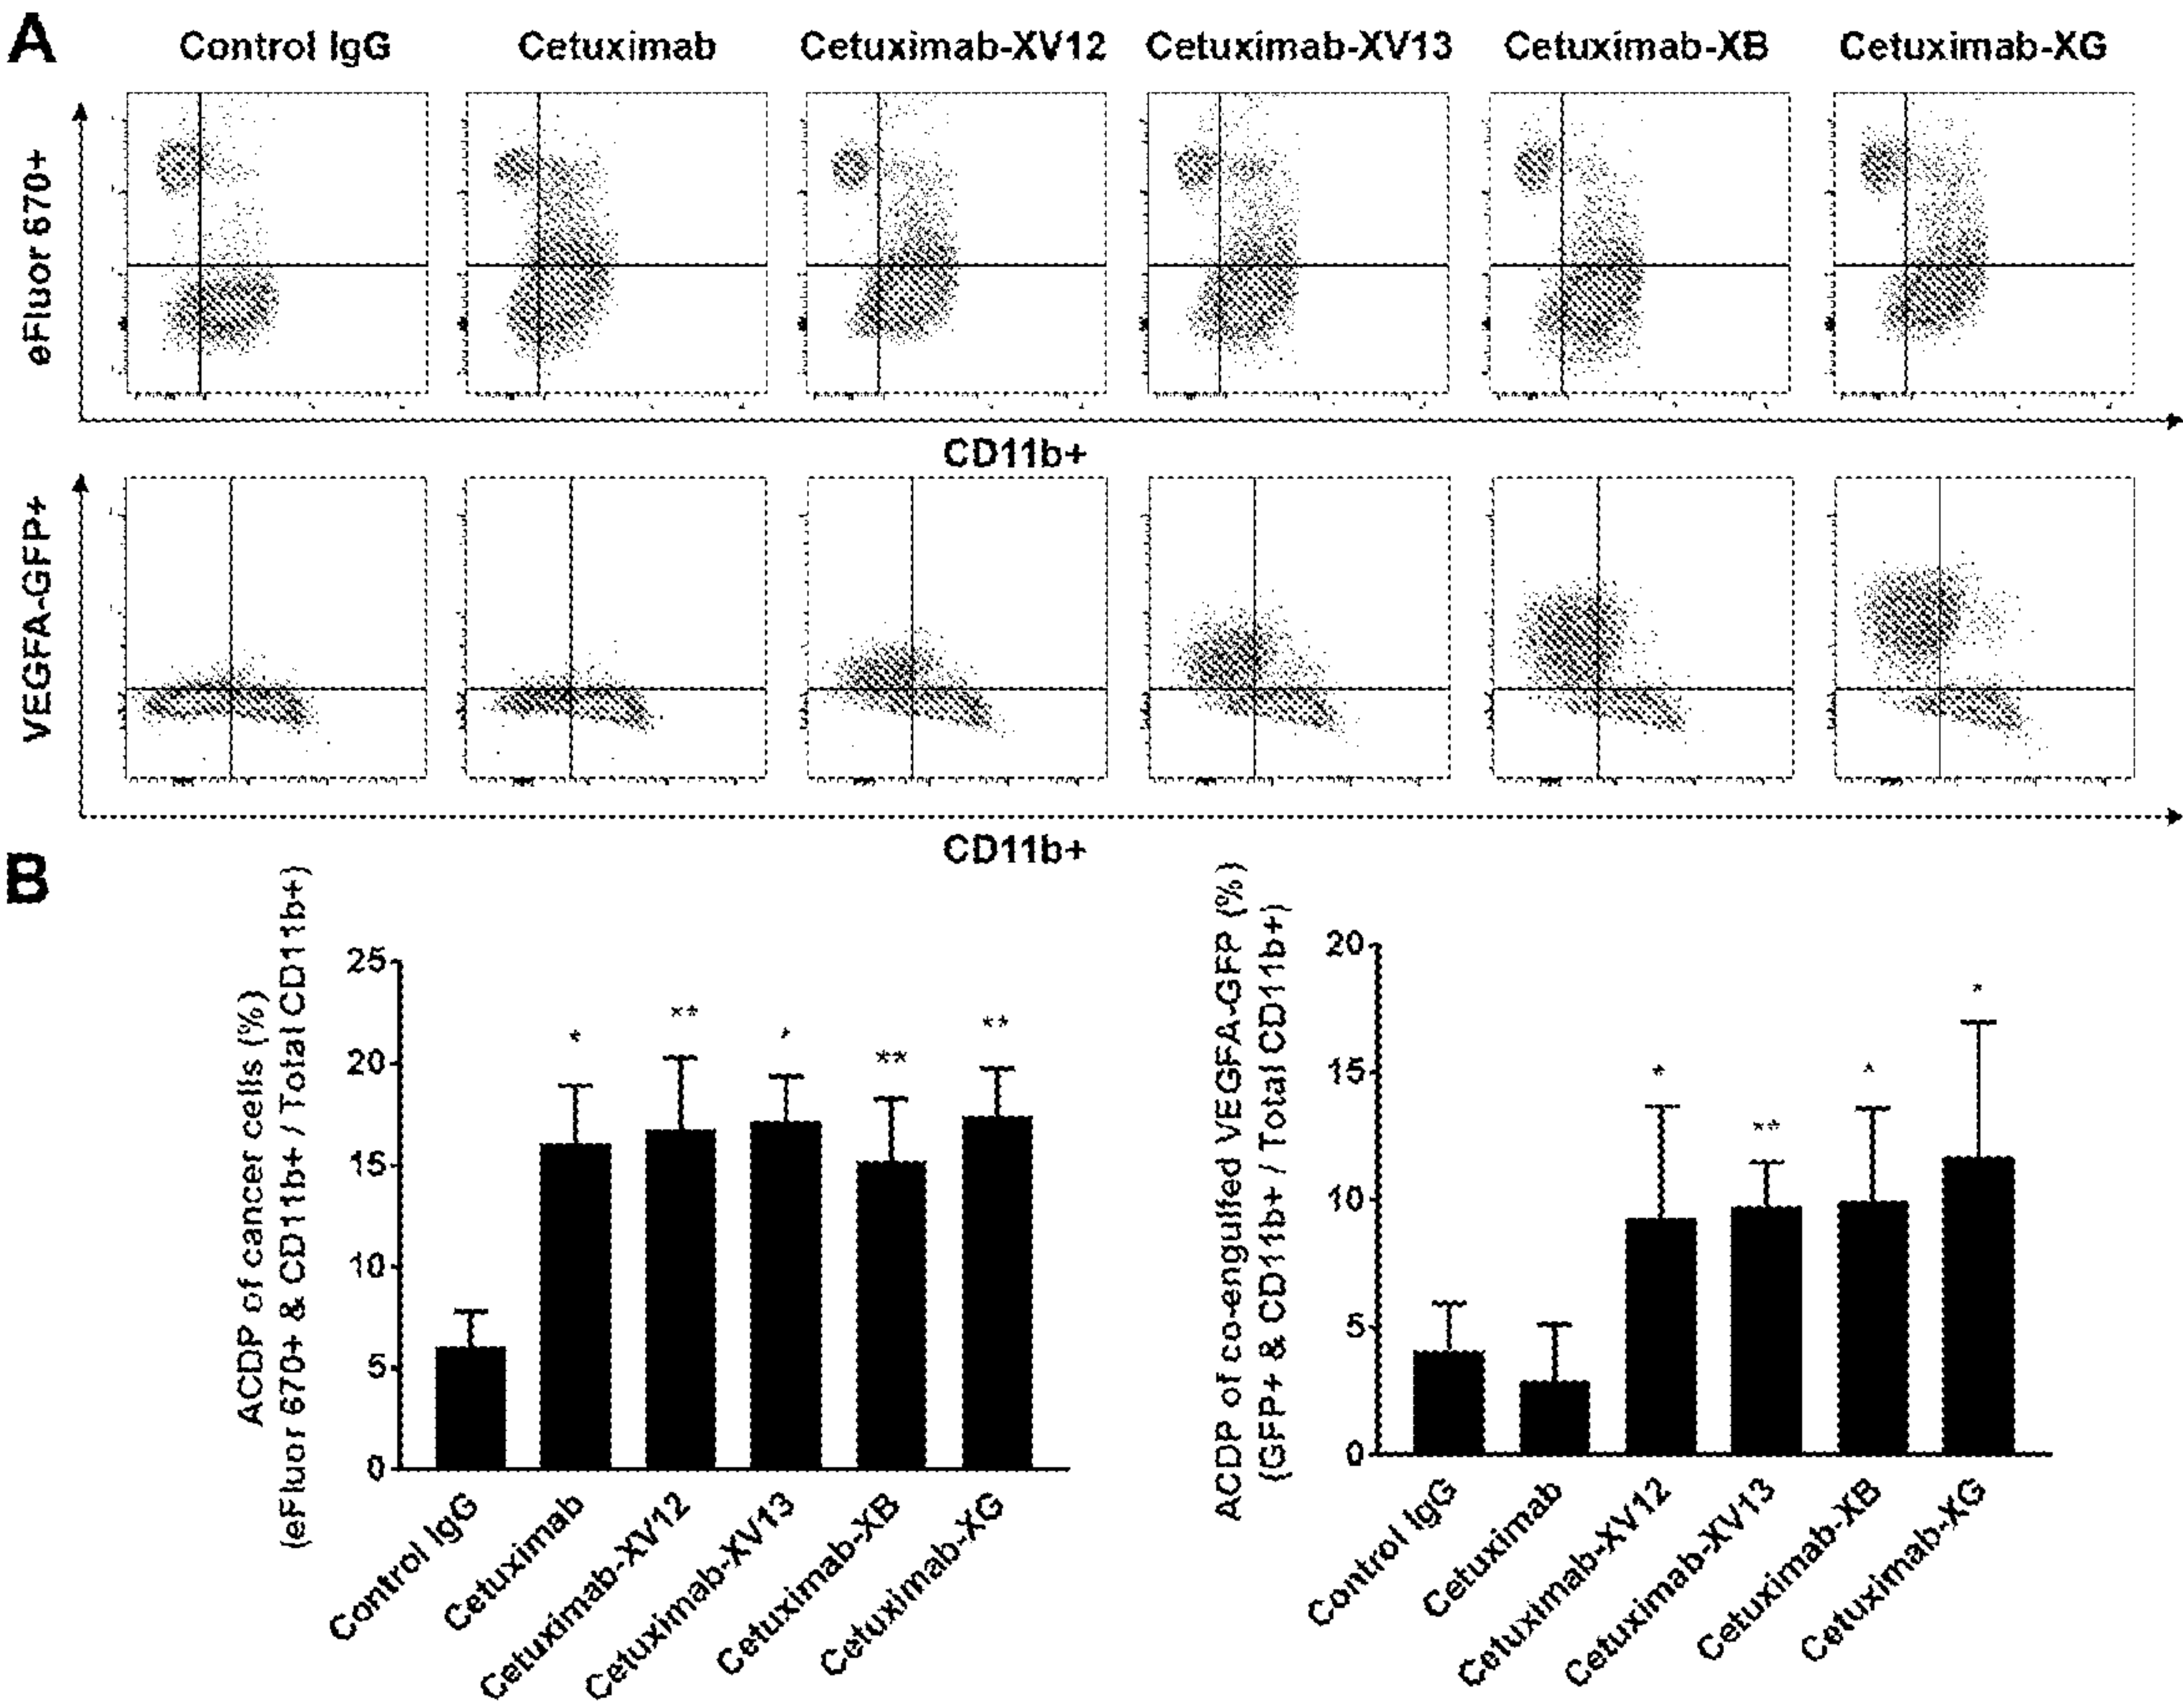 A
Control IgG
Cetuximab
Cetuximab-XV12
Cetuximab-XV13
Cetuximab-XB
Cetuximab-XG
eFluor 670+
CD11b+
VEGFA-GFP+
CD11b+
B
ACDP of cancer cells (%)
(eFluor 670+ & CD11b+ / Total CD11b+)
25
20
15
10
5
0
*
**
*
**
**
Control IgG
Cetuximab
Cetuximab-XV12
Cetuximab-XV13
Cetuximab-XB
Cetuximab-XG
ACDP of co-engulfed VEGFA-GFP (%)
(GFP+ & CD11b+ / Total CD11b+)
20
15
10
5
0
*
**
*
*
Control IgG
Cetuximab
Cetuximab-XV12
Cetuximab-XV13
Cetuximab-XB
Cetuximab-XG